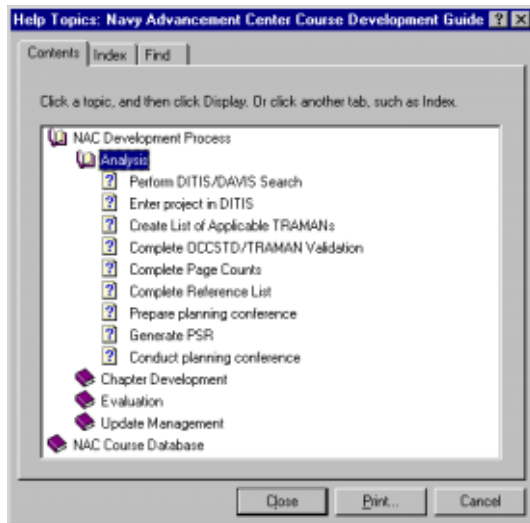 Help Topics: Navy Advancement Center Course Development Guide
Contents Index Find
Click a topic, and then click Display. Or click another tab, such as Index.
NAC Development Process
Analysis
Perform DITIS/DAVIS Search
Enter project in DITIS
Create List of Applicable TRAMANs
Complete OCCSTD/TRAMAN Validation
Complete Page Counts
Complete Reference List
Prepare planning conference
Generate PSR
Conduct planning conference
Chapter Development
Evaluation
Update Management
NAC Course Database
Close Print... Cancel